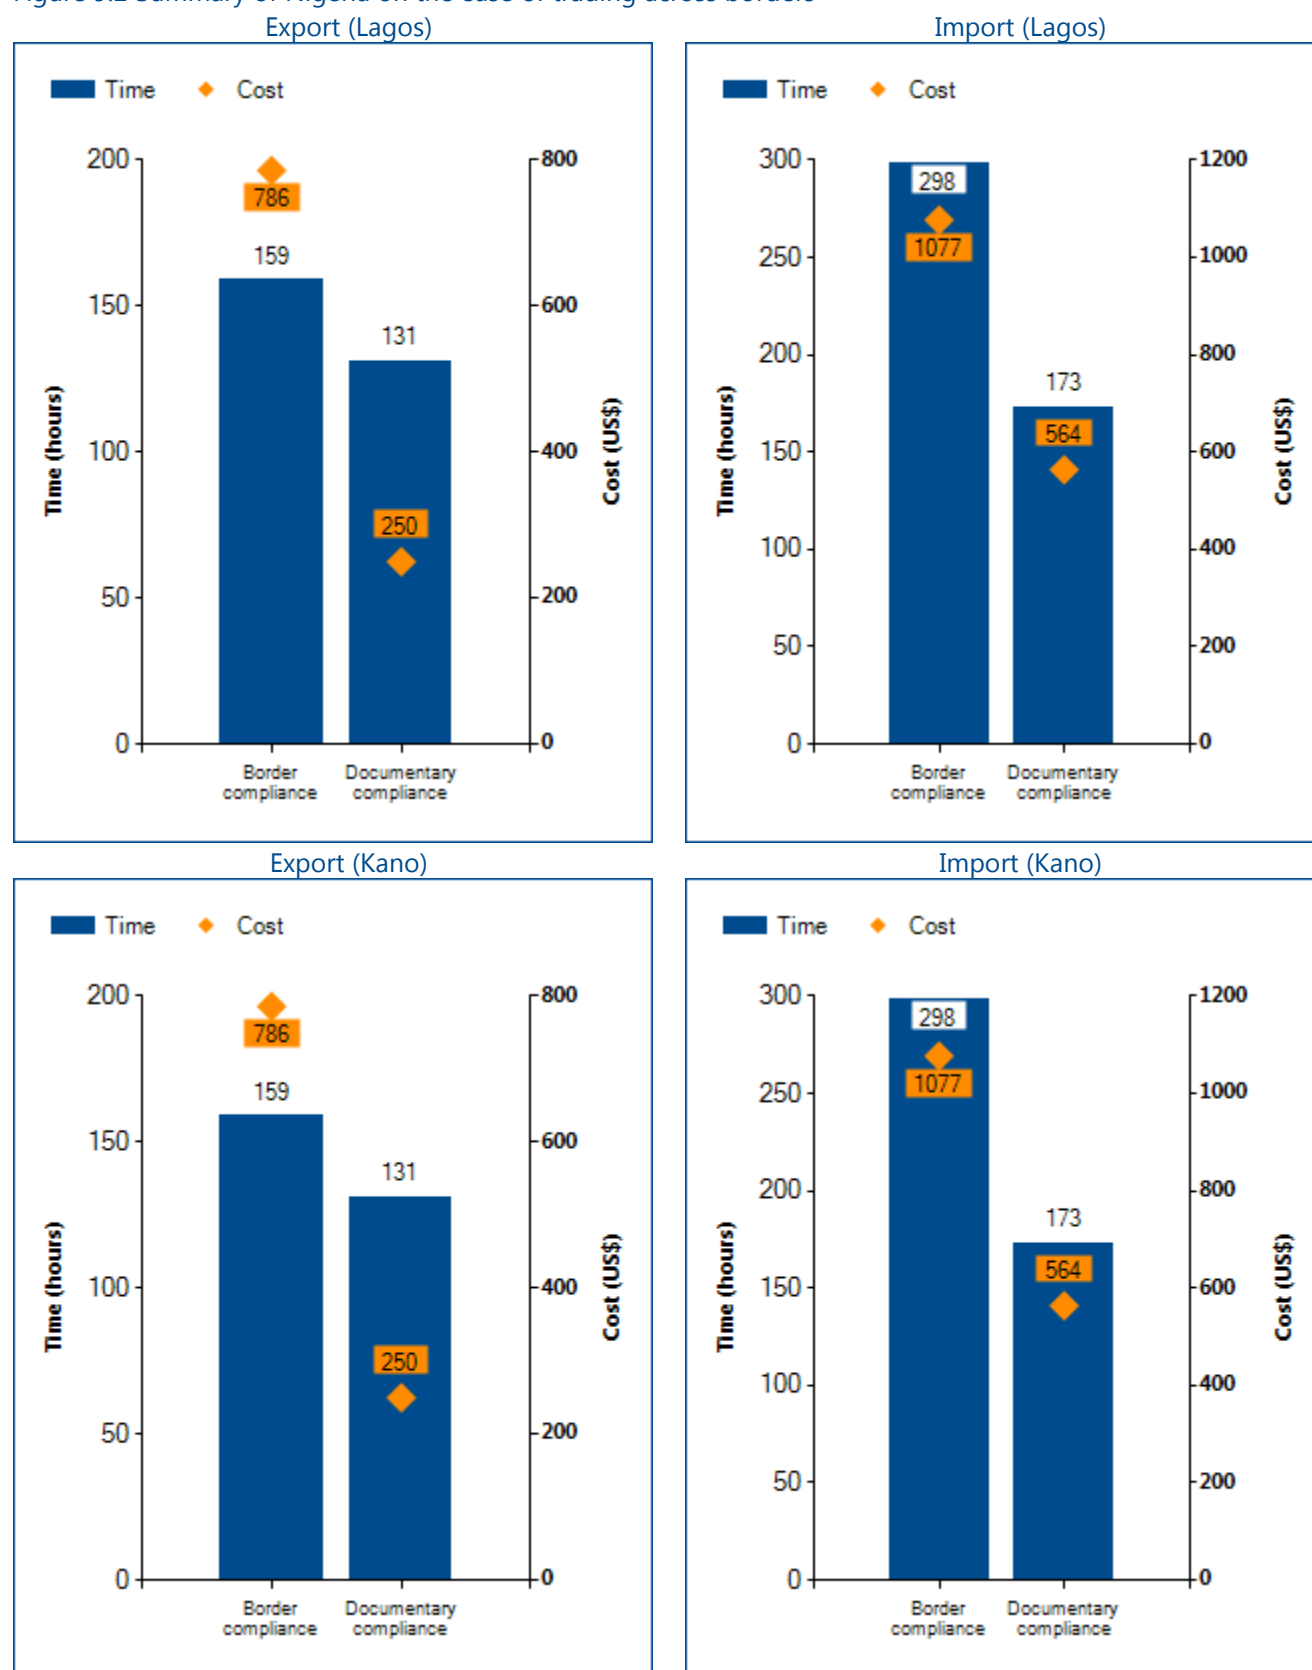 Export (Lagos)
Time Cost
200
150
100
50
0
800
600
400
200
0
786
159
131
250
Time (hours)
Cost (US$)
Border compliance
Documentary compliance
Import (Lagos)
Time Cost
300
250
200
150
100
50
0
1200
1000
800
600
400
200
0
298
1077
173
564
Time (hours)
Cost (US$)
Border compliance
Documentary compliance
Export (Kano)
Time Cost
200
150
100
50
0
800
600
400
200
0
786
159
131
250
Time (hours)
Cost (US$)
Border compliance
Documentary compliance
Import (Kano)
Time Cost
300
250
200
150
100
50
0
1200
1000
800
600
400
200
0
298
1077
173
564
Time (hours)
Cost (US$)
Border compliance
Documentary compliance